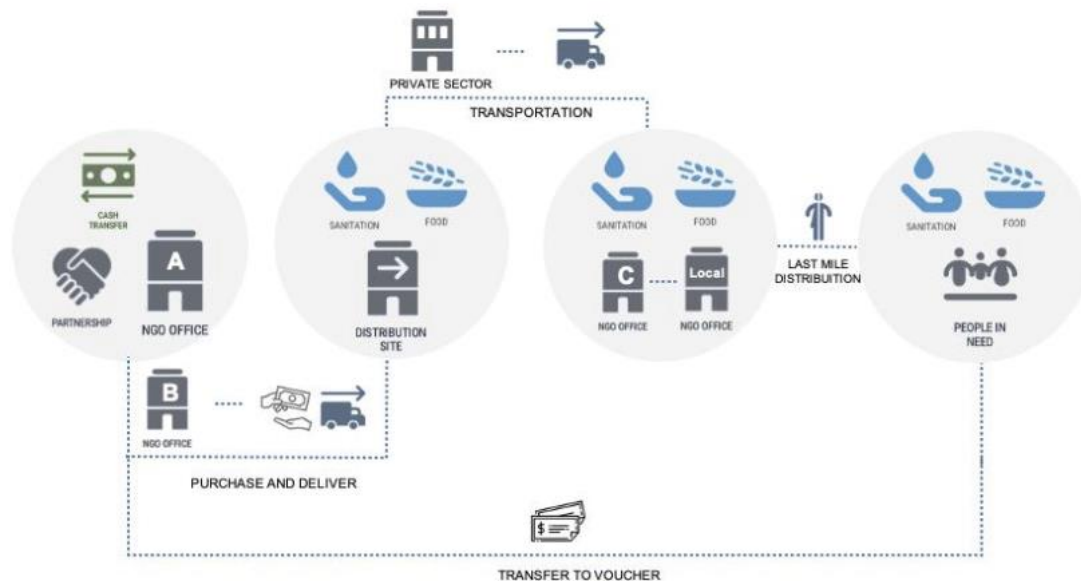 PRIVATE SECTOR
TRANSPORTATION
CASH
TRANSFER
PARTNERSHIP
A
NGO OFFICE
SANITATION
FOOD
DISTRIBUTION
SITE
SANITATION
FOOD
C
NGO OFFICE
Local
NGO OFFICE
LAST MILE
DISTRIBUITION
SANITATION
FOOD
PEOPLE IN
NEED
B
NGO OFFICE
PURCHASE AND DELIVER
$
TRANSFER TO VOUCHER